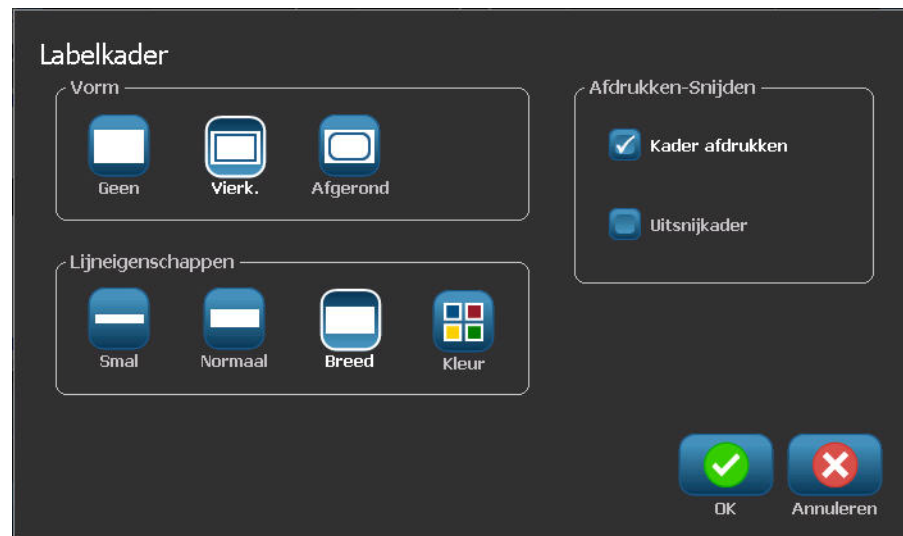 Labelkader
Vorm
Geen Vierk. Afgerond
Lijneigenschappen
Smal Normaal Breed Kleur
Afdrukken-Snijden
Kader afdrukken
Uitsnijkader
OK Annuleren